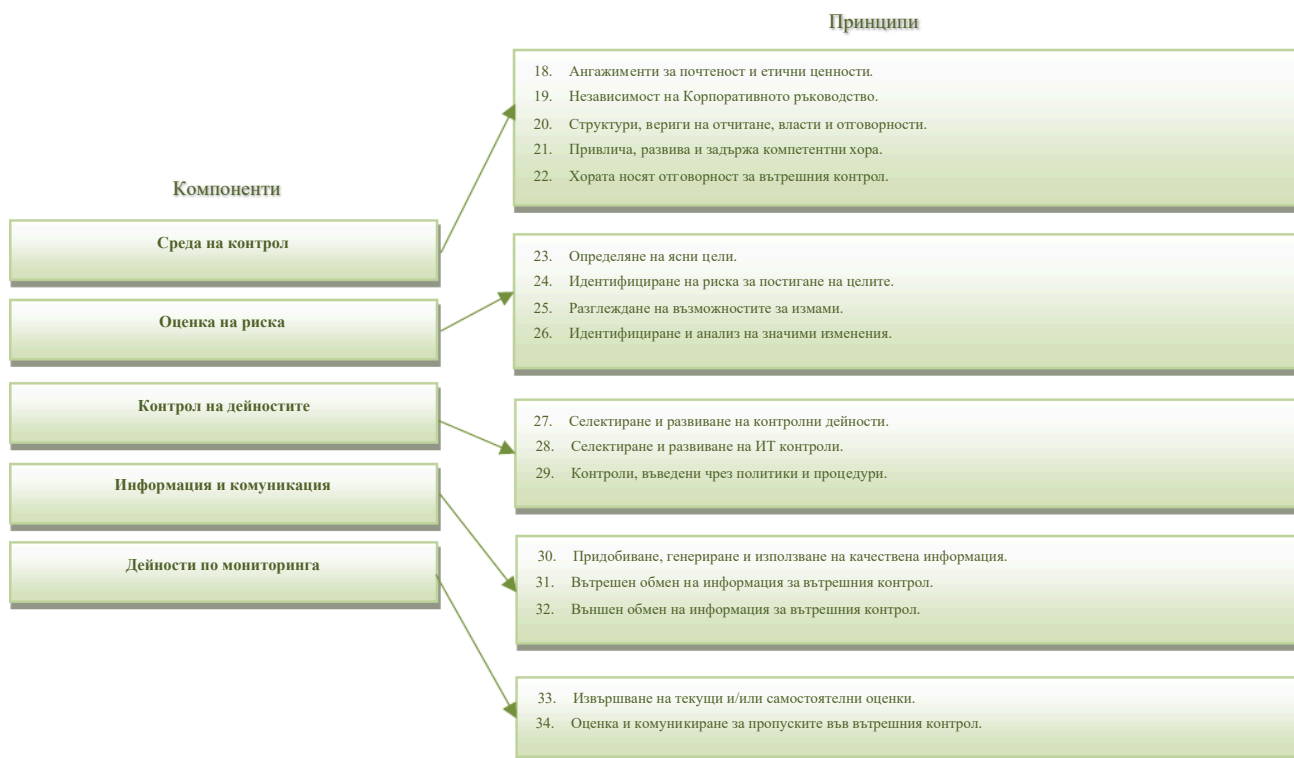 Принципи
18. Ангажименти за почтеност и етични ценности.
19. Независимост на Корпоративното ръководство.
20. Структури, вериги на отчитане, власти и отговорности.
21. Привлича, развива и задържа компетентни хора.
22. Хората носят отговорност за вътрешния контрол.
Компоненти
Среда на контрол
23. Определяне на ясни цели.
24. Идентифициране на риска за постигане на целите.
25. Разглеждане на възможностите за измами.
26. Идентифициране и анализ на значими изменения.
Оценка на риска
Контрол на дейностите
27. Селектиране и развиване на контролни дейности.
28. Селектиране и развиване на ИТ контроли.
29. Контроли, въведени чрез политики и процедури.
Информация и комуникация
30. Придобиване, генериране и използване на качествена информация.
31. Вътрешен обмен на информация за вътрешния контрол.
32. Външен обмен на информация за вътрешния контрол.
Дейности по мониторинга
33. Извършване на текущи и/или самостоятелни оценки.
34. Оценка и комуникиране за пропуските във вътрешния контрол.